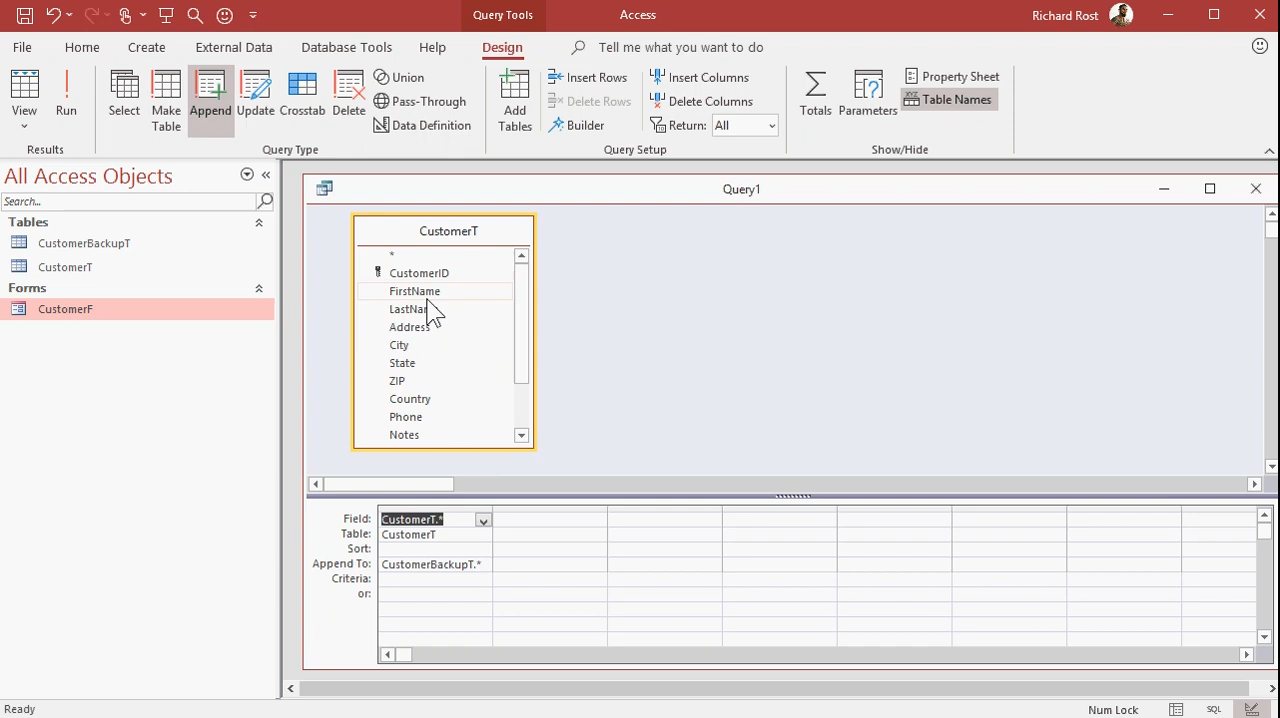 Query Tools
Access
Richard Rost
File
Home
Create
External Data
Database Tools
Help
Design
Tell me what you want to do
View
Run
Select
Make
Table
Append
Update
Crosstab
Delete
Union
Pass-Through
Data Definition
Add
Tables
Insert Rows
Delete Rows
Builder
Insert Columns
Delete Columns
Return: All
Totals
Parameters
Property Sheet
Table Names
Results
Query Type
Query Setup
Show/Hide
All Access Objects
Search...
Tables
CustomerBackupT
CustomerT
Forms
CustomerF
Query1
CustomerT
*
CustomerID
FirstName
Address
City
State
ZIP
Country
Phone
Notes
Field: CustomerT.*
Table: CustomerT
Sort:
Append To: CustomerBackupT.*
Criteria:
or:
Ready
Num Lock
SQL